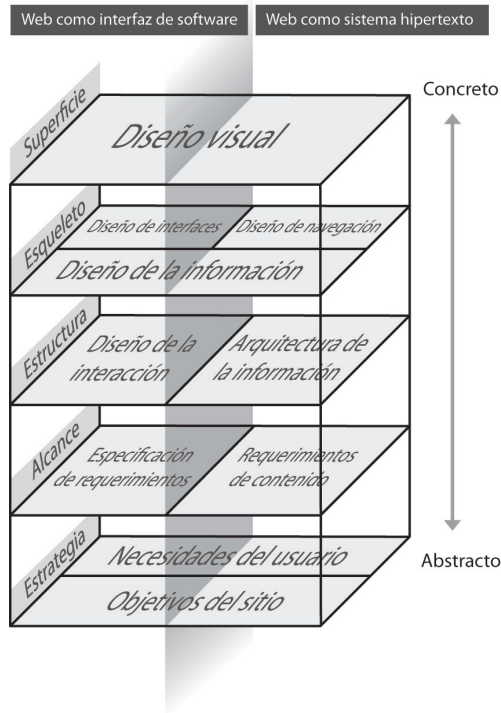 Web como interfaz de software
Web como sistema hipertexto
Concreto
Superficie
Diseño visual
Esqueleto
Diseño de interfaces
Diseño de navegación
Diseño de la información
Estructura
Diseño de la
interacción
Arquitectura de
la información
Alcance
Especificación
de requerimientos
Requerimientos
de contenido
Estrategia
Necesidades del usuario
Objetivos del sitio
Abstracto